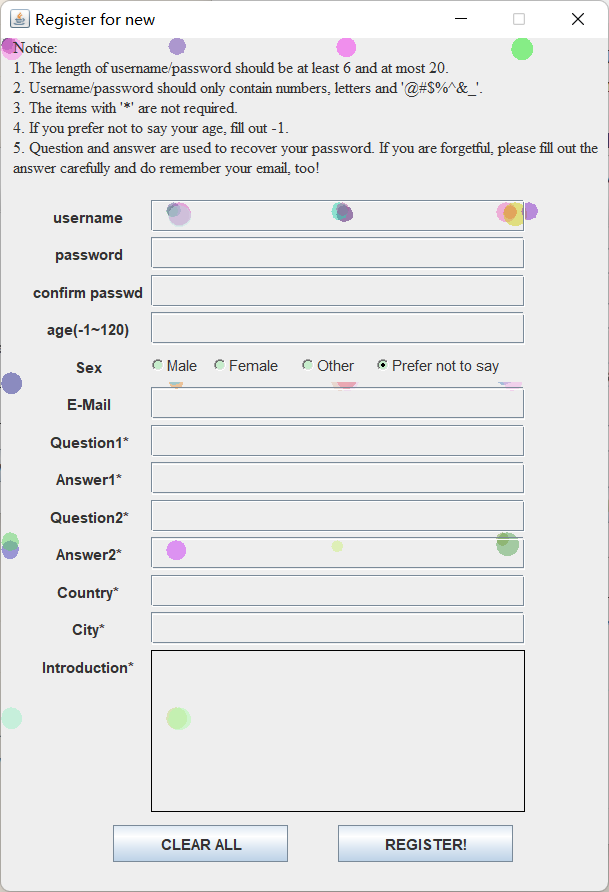 Register for new
Notice:
1. The length of username/password should be at least 6 and at most 20.
2. Username/password should only contain numbers, letters and '@#$%^&_'.
3. The items with '*' are not required.
4. If you prefer not to say your age, fill out -1.
5. Question and answer are used to recover your password. If you are forgetful, please fill out the
answer carefully and do remember your email, too!
username
password
confirm passwd
age(-1~120)
Sex Male Female Other Prefer not to say
E-Mail
Question1*
Answer1*
Question2*
Answer2*
Country*
City*
Introduction*
CLEAR ALL REGISTER!